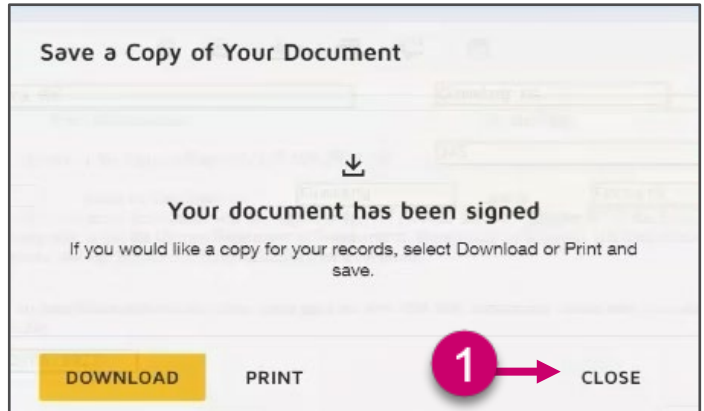 Save a Copy of Your Document
Your document has been signed
If you would like a copy for your records, select Download or Print and
save.
DOWNLOAD PRINT 1 CLOSE